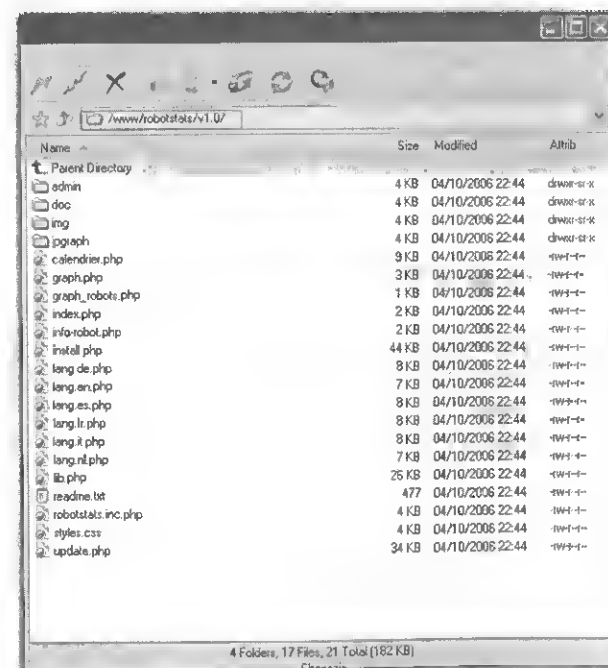 /www/robotstats/v1.0/
Name Size Modified Attrib
Parent Directory
admin 4 KB 04/10/2006 22:44 drwxr-sr-x
doc 4 KB 04/10/2006 22:44 drwxr-sr-x
img 4 KB 04/10/2006 22:44 drwxr-sr-x
jpgraph 4 KB 04/10/2006 22:44 drwxr-sr-x
calendrier.php 9 KB 04/10/2006 22:44 -rw-r--r--
graph.php 3 KB 04/10/2006 22:44 -rw-r--r--
graph_robots.php 1 KB 04/10/2006 22:44 -rw-r--r--
index.php 2 KB 04/10/2006 22:44 -rw-r--r--
info-robot.php 2 KB 04/10/2006 22:44 -rw-r--r--
install.php 44 KB 04/10/2006 22:44 -rw-r--r--
lang.de.php 8 KB 04/10/2006 22:44 -rw-r--r--
lang.en.php 7 KB 04/10/2006 22:44 -rw-r--r--
lang.es.php 8 KB 04/10/2006 22:44 -rw-r--r--
lang.fr.php 8 KB 04/10/2006 22:44 -rw-r--r--
lang.it.php 8 KB 04/10/2006 22:44 -rw-r--r--
lang.nl.php 7 KB 04/10/2006 22:44 -rw-r--r--
lib.php 26 KB 04/10/2006 22:44 -rw-r--r--
readme.txt 477 04/10/2006 22:44 -rw-r--r--
robotstats.inc.php 4 KB 04/10/2006 22:44 -rw-r--r--
styles.css 4 KB 04/10/2006 22:44 -rw-r--r--
update.php 34 KB 04/10/2006 22:44 -rw-r--r--
4 Folders, 17 Files, 21 Total (182 KB)